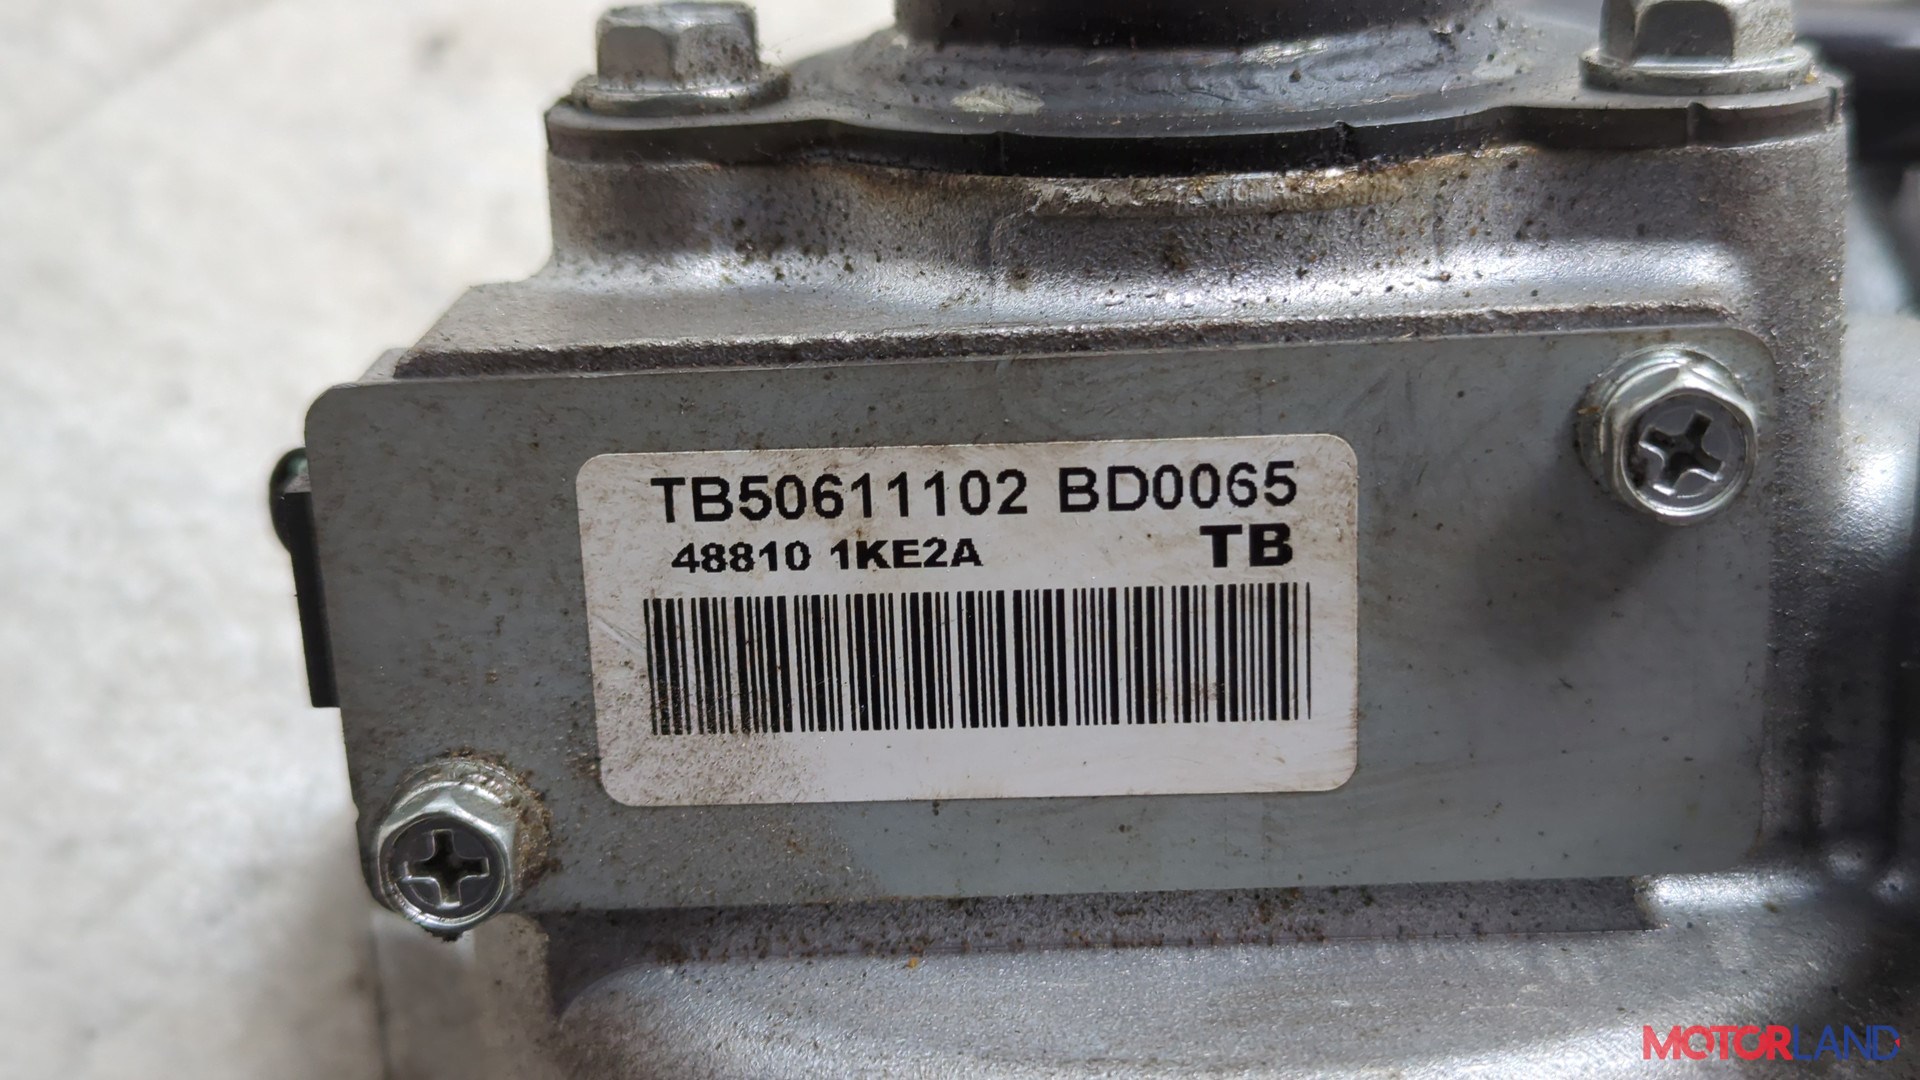 TB50611102 BD0065
48810 1KE2A TB
MOTORLAND